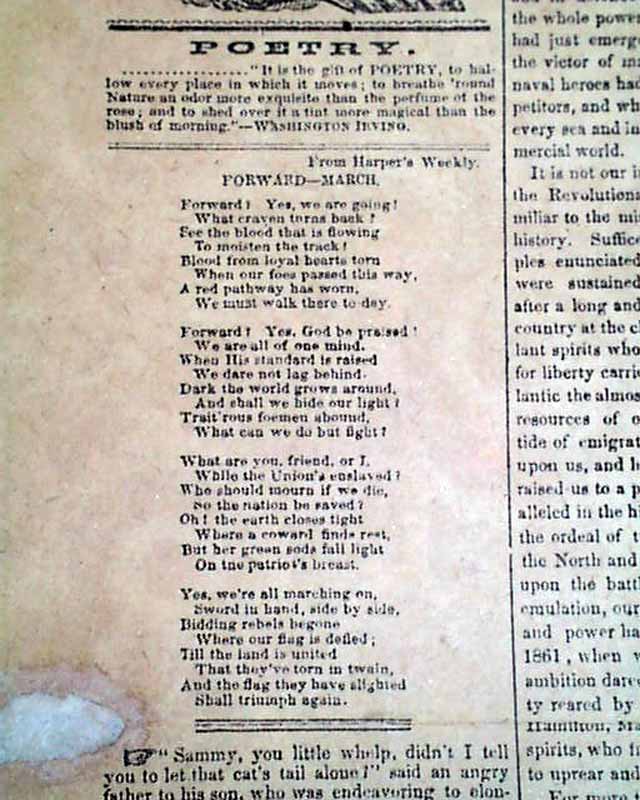 POETRY.
............"It is the gift of POETRY, to hal-
low every place in which it moves; to breathe 'round
Nature an odor more exquisite than the perfume of the
rose; and to shed over it a tint more magical than the
blush of morning."—WASHINGTON IRVING.
From Harper's Weekly.
FORWARD—MARCH.
Forward! Yes, we are going!
What craven turns back?
See the blood that is flowing
To moisten the track!
Blood from loyal hearts torn
When our foes passed this way,
A red pathway has worn,
We must walk there to-day.
Forward! Yes, God be praised!
We are all of one mind.
When His standard is raised
We dare not lag behind.
Dark the world grows around,
And shall we hide our light?
Trait'rous foemen abound,
What can we do but fight?
What are you, friend, or I,
While the Union's enslaved?
Who should mourn if we die,
So the nation be saved?
Oh! the earth closes tight
Where a coward finds rest,
But her green sods fall light
On the patriot's breast.
Yes, we're all marching on,
Sword in hand, side by side,
Bidding rebels begone
Where our flag is defied;
Till the land is united
That they've torn in twain,
And the flag they have slighted
Shall triumph again.
"Sammy, you little whelp, didn't I tell
you to let that cat's tail alone?" said an angry
father to his son, who was endeavoring to elon-
the whole power
had just emerg
the victor of m
naval heroes had
petitors, and wh
every sea and in
mercial world.
It is not our i
the Revolutiona
miliar to the mi
history. Suffice
ples enunciated
were sustained
after a long and
country at the cl
lant spirits who
for liberty carrie
lantic the almos
resources of o
tide of emigrat
upon us, and h
raised us to a p
alleled in the hi
the ordeal of t
the North and
upon the batt
emulation, our
and power ha
1861, when
ambition dare
ty reared by
Hamilton, Ma
spirits, who f
to uprear and
For more